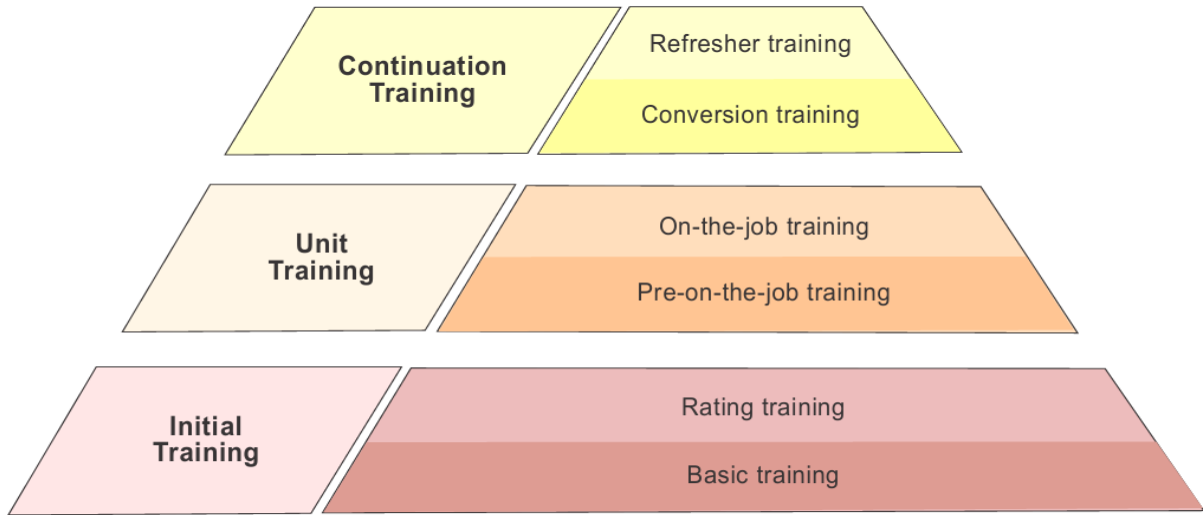 Continuation
Training
Refresher training
Conversion training
Unit
Training
On-the-job training
Pre-on-the-job training
Initial
Training
Rating training
Basic training